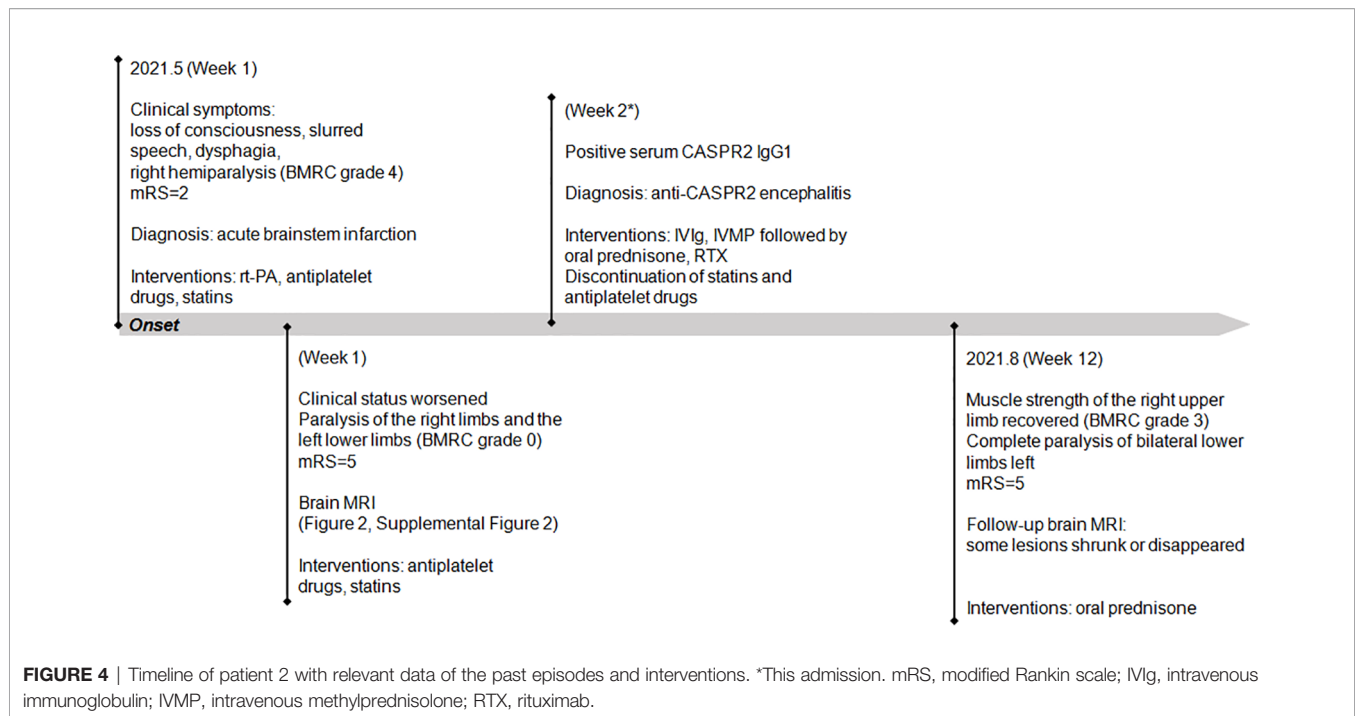 2021.5 (Week 1)
Clinical symptoms:
loss of consciousness, slurred
speech, dysphagia,
right hemiparalysis (BMRC grade 4)
mRS=2
Diagnosis: acute brainstem infarction
Interventions: rt-PA, antiplatelet
drugs, statins
Onset
(Week 1)
Clinical status worsened
Paralysis of the right limbs and the
left lower limbs (BMRC grade 0)
mRS=5
Brain MRI
(Figure 2, Supplemental Figure 2)
Interventions: antiplatelet
drugs, statins
(Week 2*)
Positive serum CASPR2 IgG1
Diagnosis: anti-CASPR2 encephalitis
Interventions: IVIg, IVMP followed by
oral prednisone, RTX
Discontinuation of statins and
antiplatelet drugs
2021.8 (Week 12)
Muscle strength of the right upper
limb recovered (BMRC grade 3)
Complete paralysis of bilateral lower
limbs left
mRS=5
Follow-up brain MRI:
some lesions shrunk or disappeared
Interventions: oral prednisone
FIGURE 4 | Timeline of patient 2 with relevant data of the past episodes and interventions. *This admission. mRS, modified Rankin scale; IVIg, intravenous
immunoglobulin; IVMP, intravenous methylprednisolone; RTX, rituximab.